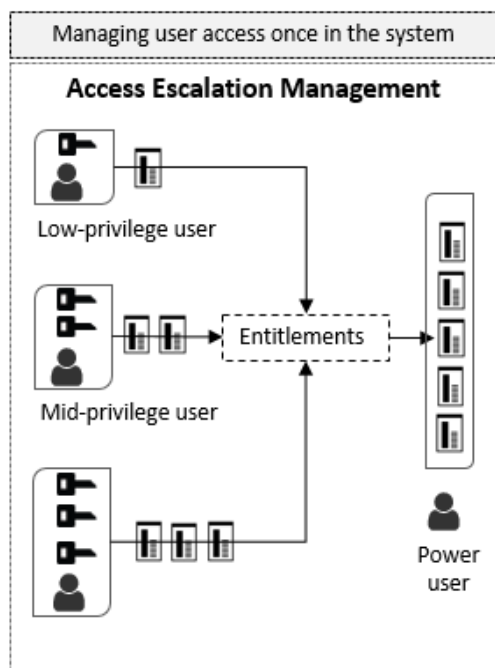 Managing user access once in the system
Access Escalation Management
Low-privilege user
Entitlements
Mid-privilege user
Power
user